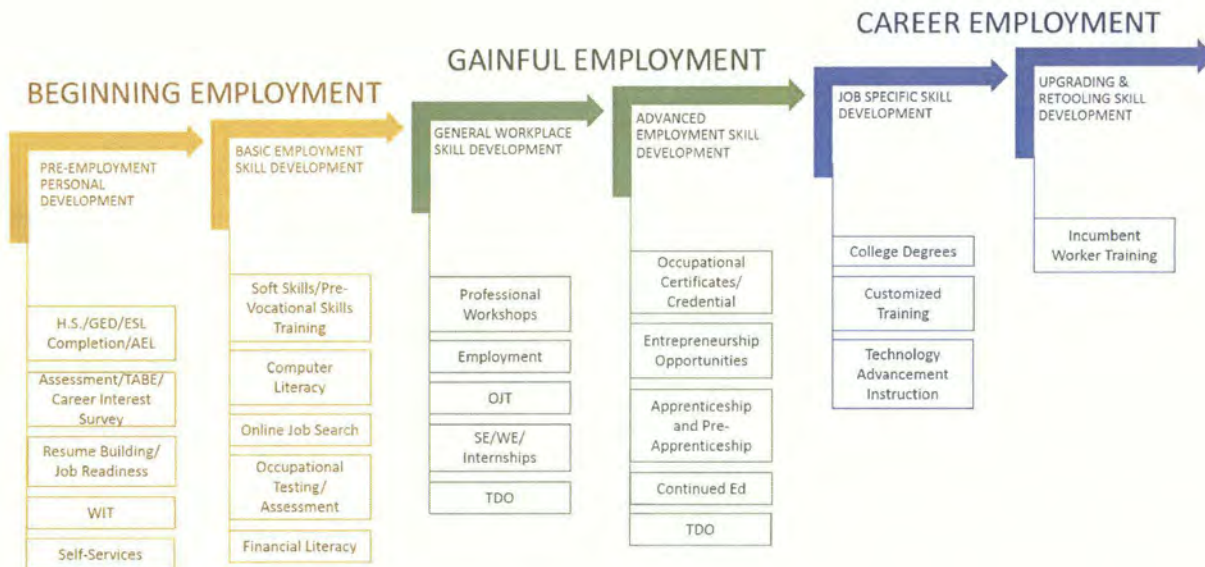 CAREER EMPLOYMENT
GAINFUL EMPLOYMENT
BEGINNING EMPLOYMENT
PRE-EMPLOYMENT
PERSONAL
DEVELOPMENT
H.S./GED/ESL
Completion/AEL
Assessment/TABE/
Career Interest
Survey
Resume Building/
Job Readiness
WIT
Self-Services
BASIC EMPLOYMENT
SKILL DEVELOPMENT
Soft Skills/Pre-
Vocational Skills
Training
Computer
Literacy
Online Job Search
Occupational
Testing/
Assessment
Financial Literacy
GENERAL WORKPLACE
SKILL DEVELOPMENT
Professional
Workshops
Employment
OJT
SE/WE/
Internships
TDO
ADVANCED
EMPLOYMENT SKILL
DEVELOPMENT
Occupational
Certificates/
Credential
Entrepreneurship
Opportunities
Apprenticeship
and Pre-
Apprenticeship
Continued Ed
TDO
JOB SPECIFIC SKILL
DEVELOPMENT
College Degrees
Customized
Training
Technology
Advancement
Instruction
UPGRADING &
RETOOLING SKILL
DEVELOPMENT
Incumbent
Worker Training